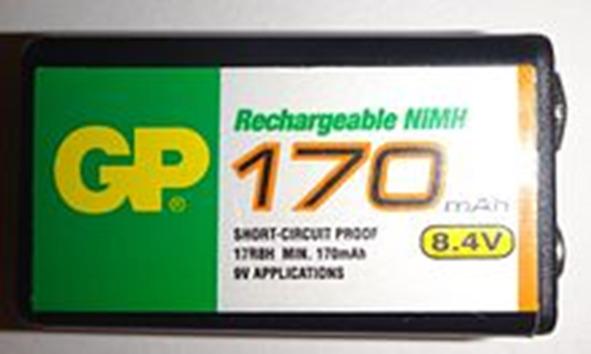 GP®
Rechargeable NiMH
170 mAh
SHORT-CIRCUIT PROOF
17R8H MIN. 170mAh
9V APPLICATIONS
8.4V